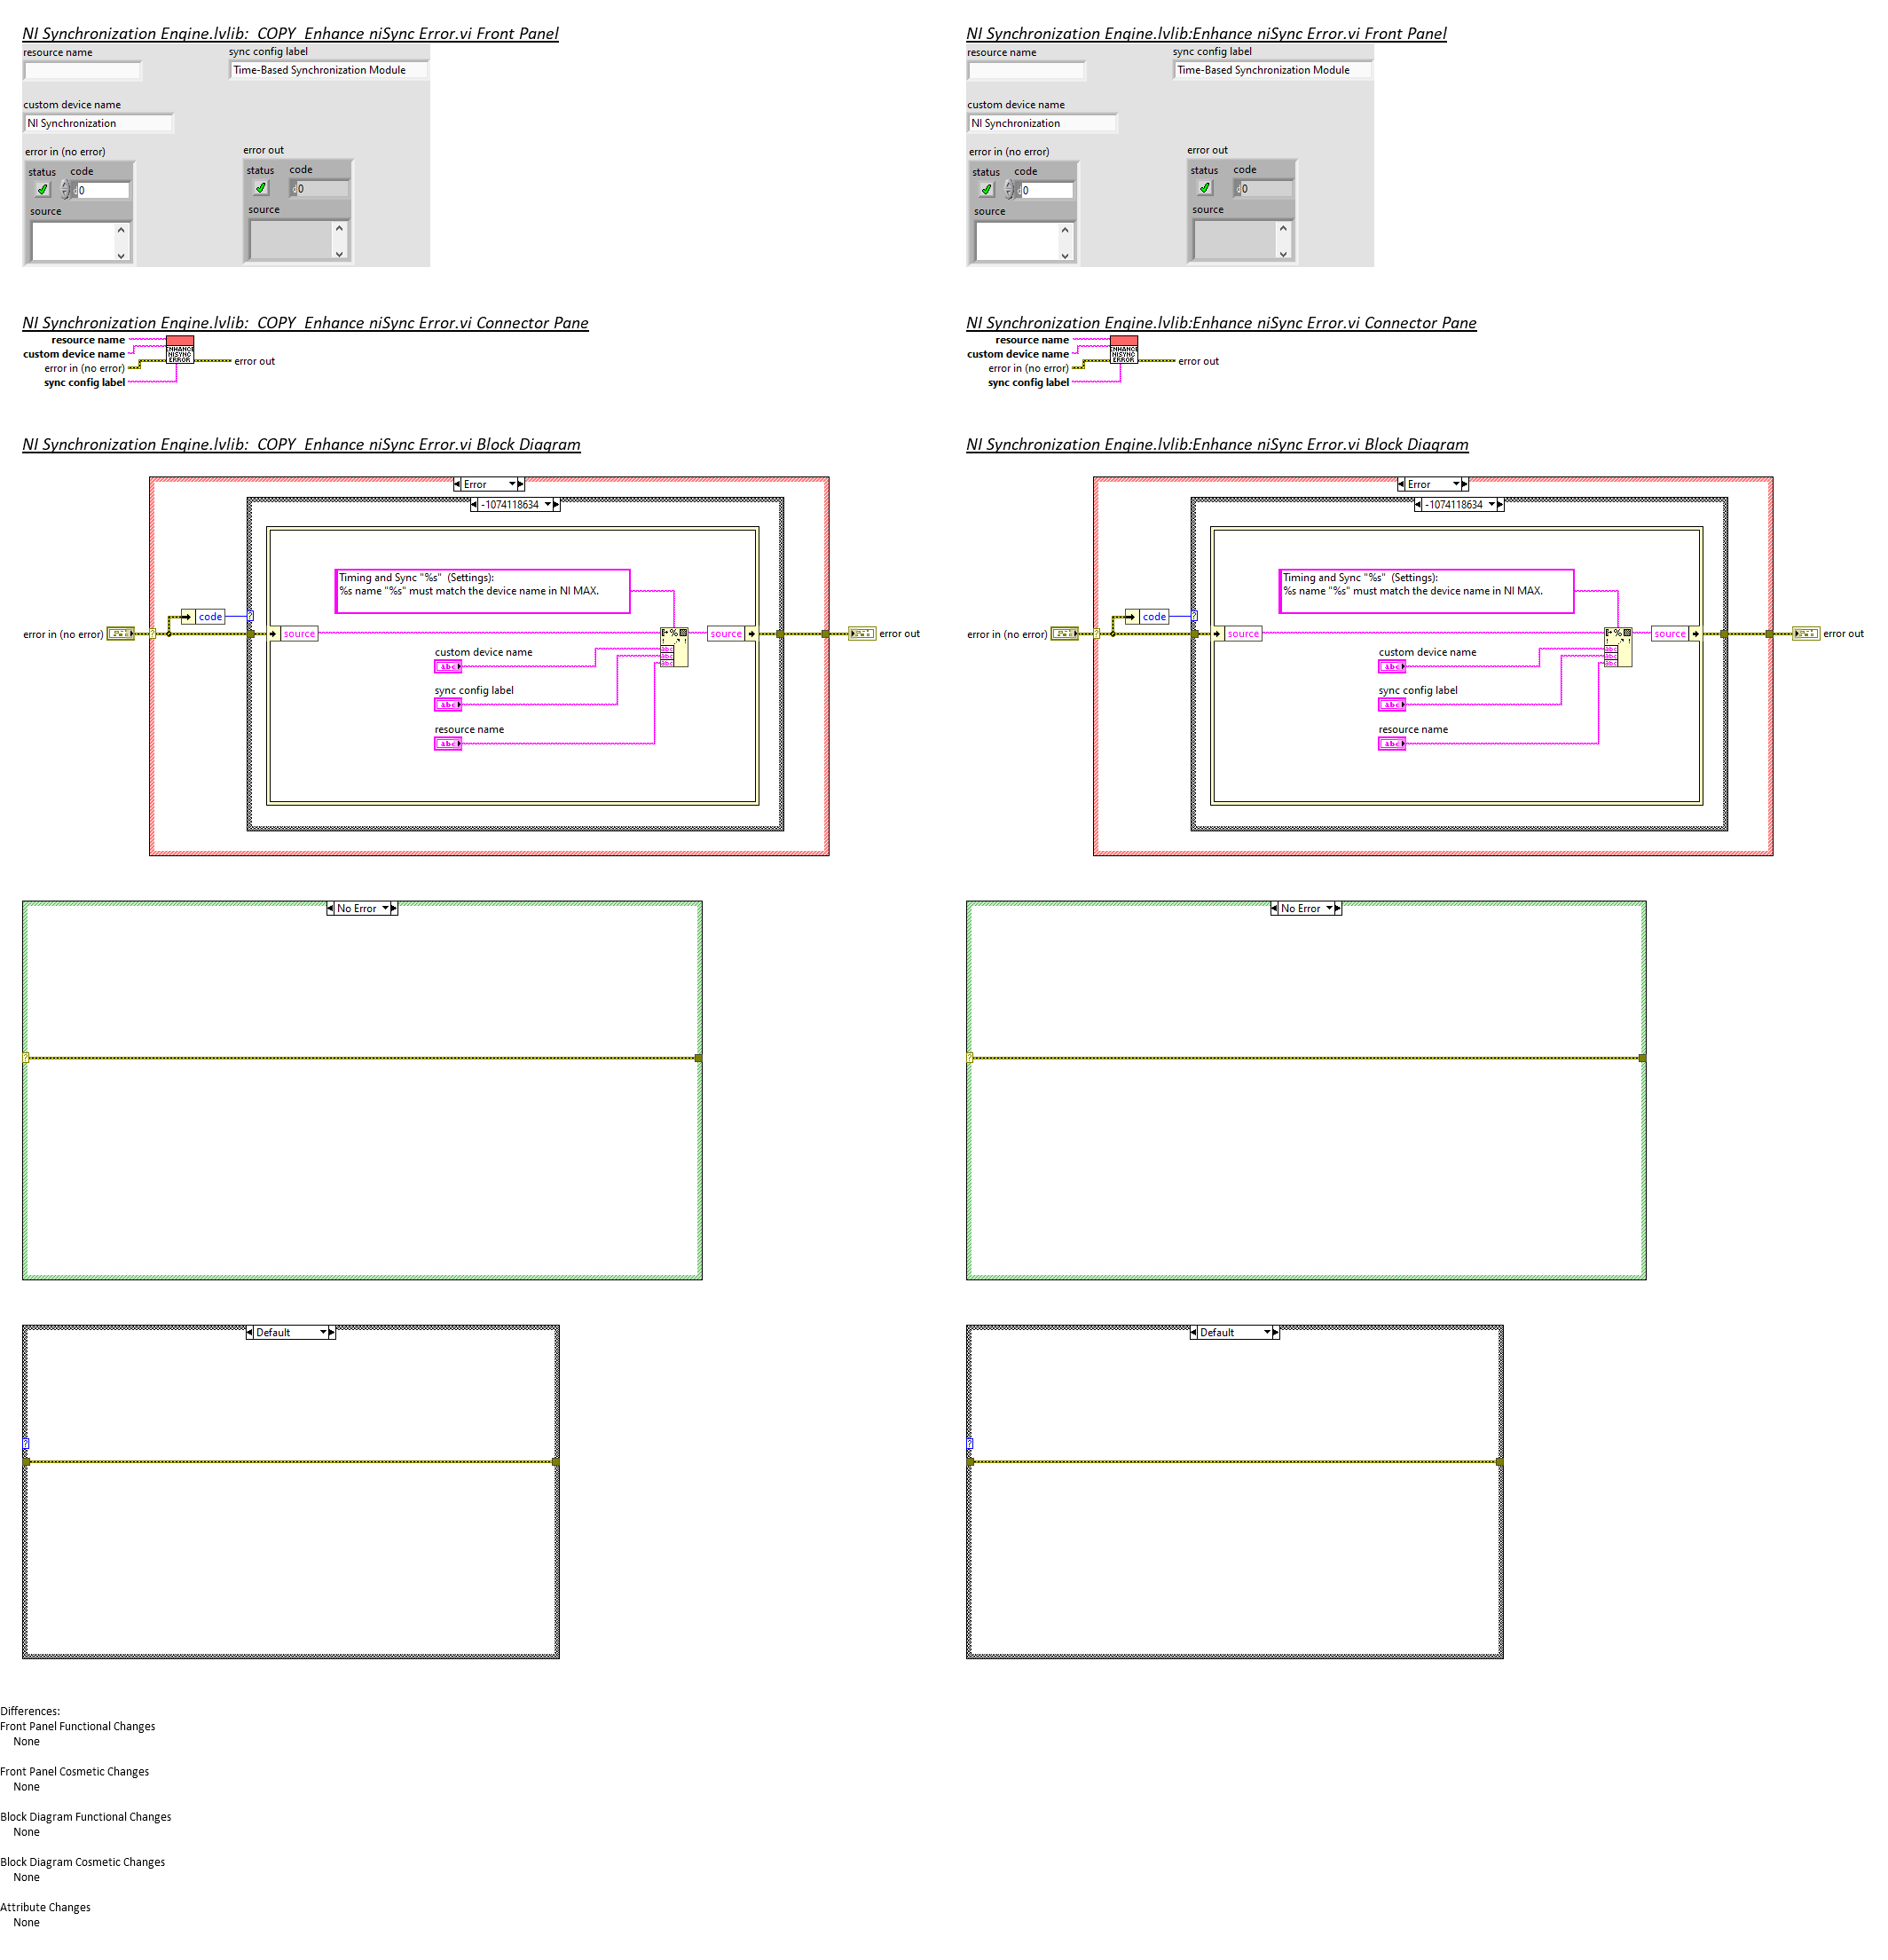 NI Synchronization Engine.lvlib:  COPY  Enhance niSync Error.vi Front Panel
resource name
sync config label
Time-Based Synchronization Module
custom device name
NI Synchronization
error in (no error)
error out
status
code
0
source
status
code
0
source
NI Synchronization Engine.lvlib:Enhance niSync Error.vi Front Panel
resource name
sync config label
Time-Based Synchronization Module
custom device name
NI Synchronization
error in (no error)
error out
status
code
0
source
status
code
0
source
NI Synchronization Engine.lvlib:  COPY  Enhance niSync Error.vi Connector Pane
resource name
custom device name
error in (no error)
sync config label
ENHANCE
NISYNC
ERROR
error out
NI Synchronization Engine.lvlib:Enhance niSync Error.vi Connector Pane
resource name
custom device name
error in (no error)
sync config label
ENHANCE
NISYNC
ERROR
error out
NI Synchronization Engine.lvlib:  COPY  Enhance niSync Error.vi Block Diagram
Error
-1074118634
Timing and Sync "%s"  (Settings):
%s name "%s" must match the device name in NI MAX.
code
error in (no error)
source
source
error out
custom device name
abc
sync config label
abc
resource name
abc
NI Synchronization Engine.lvlib:Enhance niSync Error.vi Block Diagram
Error
-1074118634
Timing and Sync "%s"  (Settings):
%s name "%s" must match the device name in NI MAX.
code
error in (no error)
source
source
error out
custom device name
abc
sync config label
abc
resource name
abc
No Error
No Error
Default
Default
Differences:
Front Panel Functional Changes
None
Front Panel Cosmetic Changes
None
Block Diagram Functional Changes
None
Block Diagram Cosmetic Changes
None
Attribute Changes
None